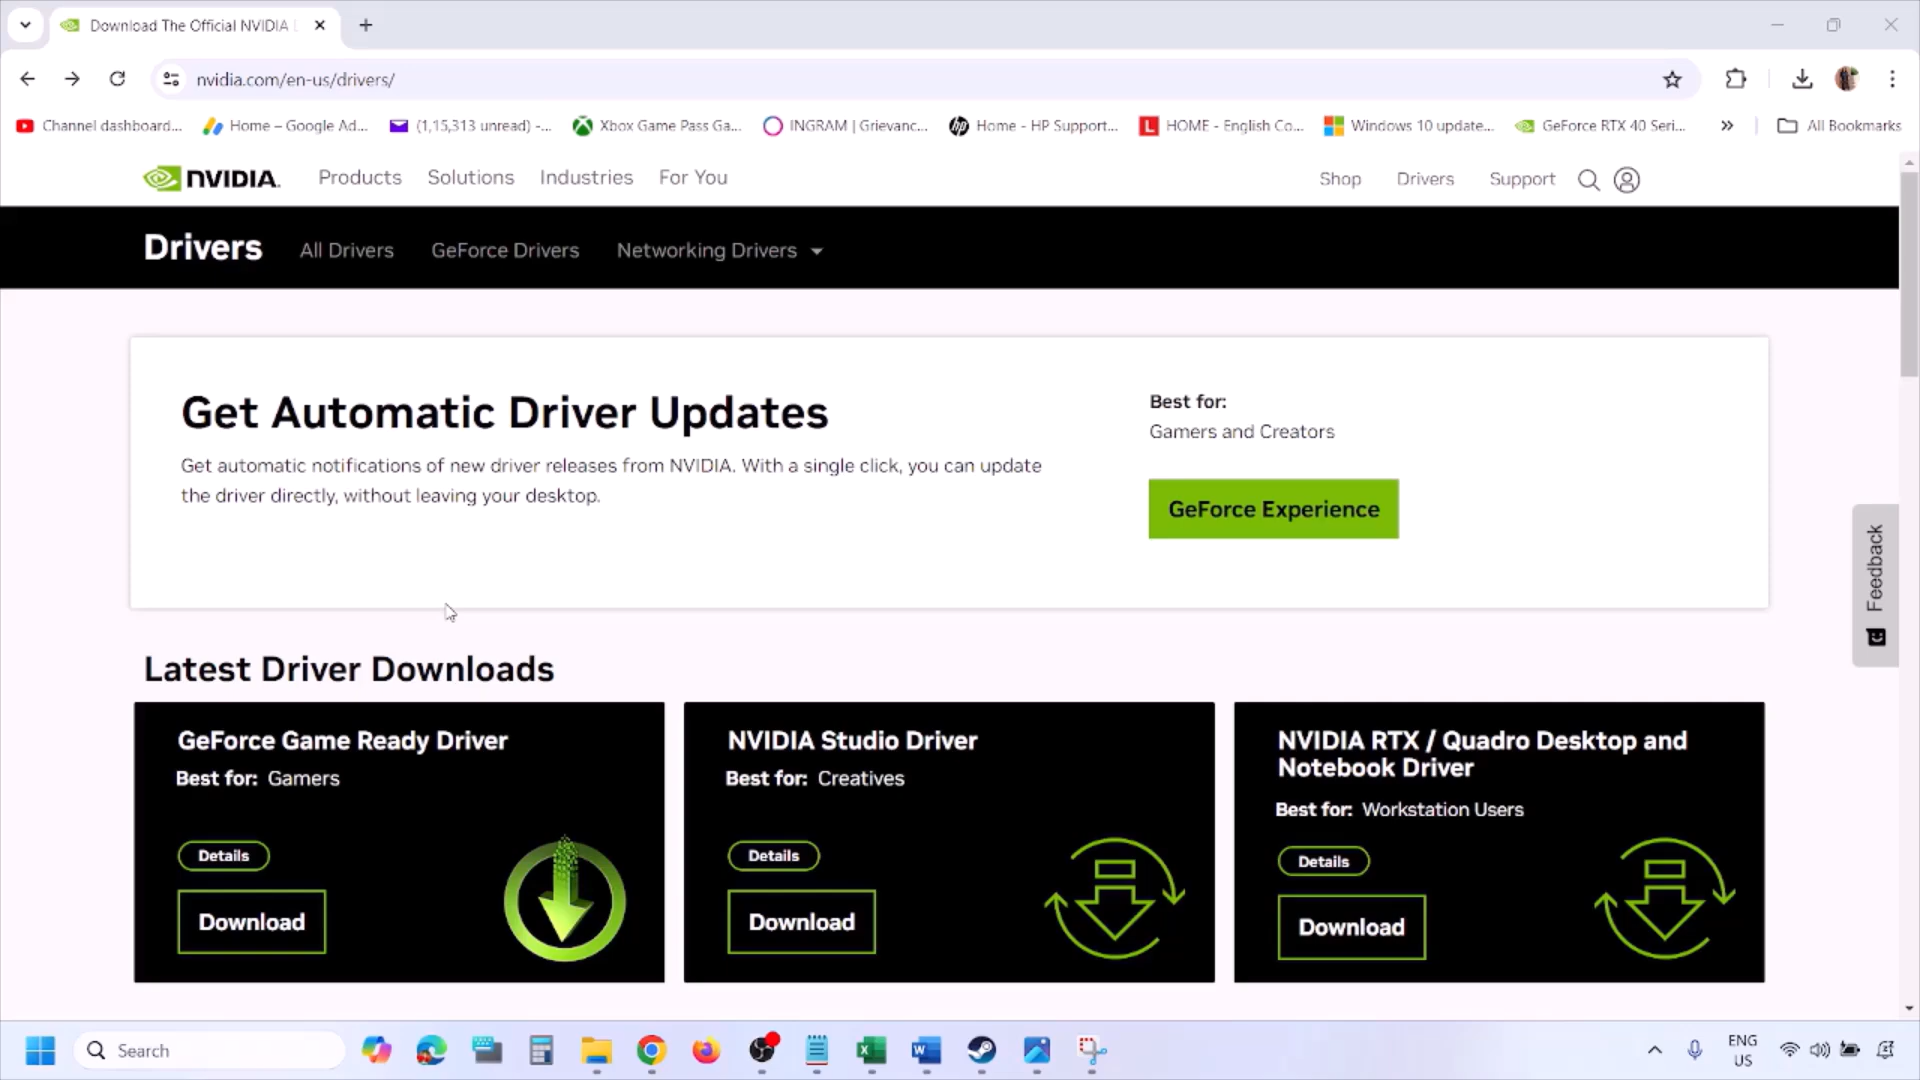 Download The Official NVIDIA
nvidia.com/en-us/drivers/
Channel dashboard...
Home – Google Ad...
(1,15,313 unread) -...
Xbox Game Pass Ga...
INGRAM | Grievanc...
Home - HP Support...
HOME - English Co...
Windows 10 update...
GeForce RTX 40 Seri...
All Bookmarks
NVIDIA.
Products
Solutions
Industries
For You
Shop
Drivers
Support
Drivers
All Drivers
GeForce Drivers
Networking Drivers
Get Automatic Driver Updates
Get automatic notifications of new driver releases from NVIDIA. With a single click, you can update
the driver directly, without leaving your desktop.
Best for:
Gamers and Creators
GeForce Experience
Feedback
Latest Driver Downloads
GeForce Game Ready Driver
Best for: Gamers
Details
Download
NVIDIA Studio Driver
Best for: Creatives
Details
Download
NVIDIA RTX / Quadro Desktop and
Notebook Driver
Best for: Workstation Users
Details
Download
Search
ENG
US